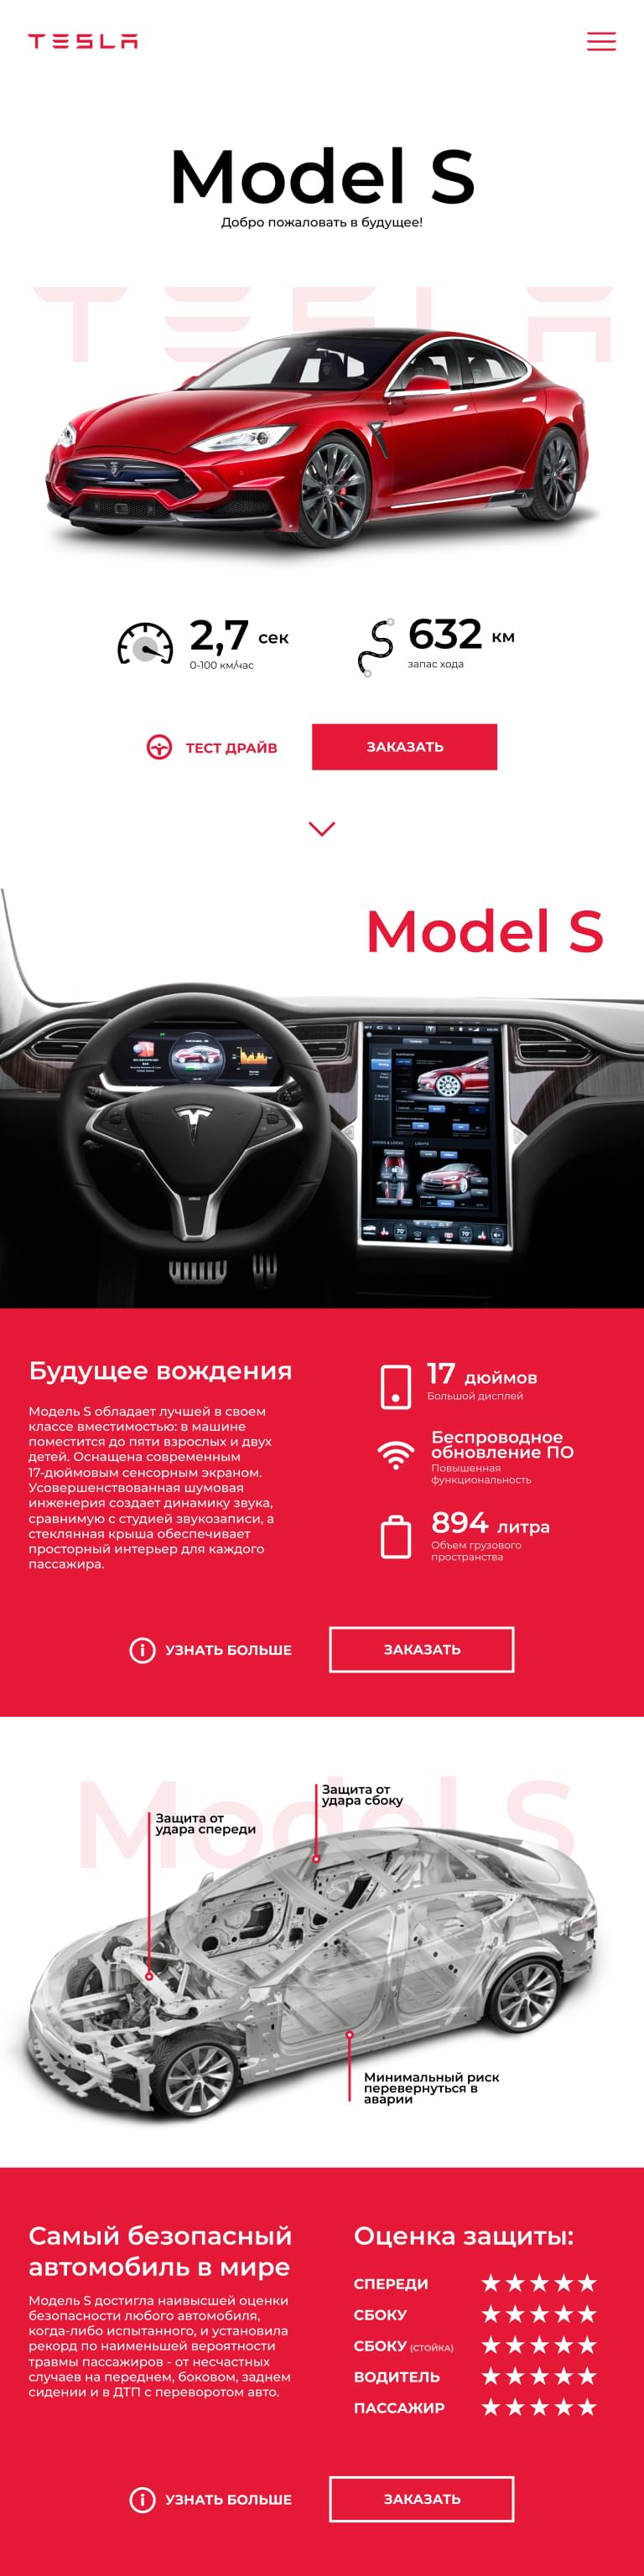 TESLA
Model S
Добро пожаловать в будущее!
TESLA
2,7 сек
0-100 км/час
632 км
запас хода
ТЕСТ ДРАЙВ
ЗАКАЗАТЬ
Model S
Будущее вождения
Модель S обладает лучшей в своем
классе вместимостью: в машине
поместится до пяти взрослых и двух
детей. Оснащена современным
17-дюймовым сенсорным экраном.
Усовершенствованная шумовая
инженерия создает динамику звука,
сравнимую с студией звукозаписи, а
стеклянная крыша обеспечивает
просторный интерьер для каждого
пассажира.
17 дюймов
Большой дисплей
Беспроводное
обновление ПО
Повышенная
функциональность
894 литра
Объем грузового
пространства
УЗНАТЬ БОЛЬШЕ
ЗАКАЗАТЬ
Model S
Защита от
удара сбоку
Защита от
удара спереди
Минимальный риск
перевернуться в
аварии
Самый безопасный
автомобиль в мире
Модель S достигла наивысшей оценки
безопасности любого автомобиля,
когда-либо испытанного, и установила
рекорд по наименьшей вероятности
травмы пассажиров - от несчастных
случаев на переднем, боковом, заднем
сидении и в ДТП с переворотом авто.
Оценка защиты:
СПЕРЕДИ
СБОКУ
СБОКУ (СТОЙКА)
ВОДИТЕЛЬ
ПАССАЖИР
УЗНАТЬ БОЛЬШЕ
ЗАКАЗАТЬ